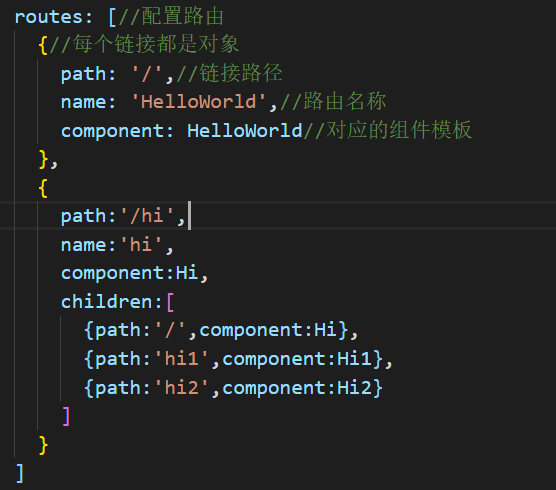 routes: [//配置路由
  {//每个链接都是对象
    path: '/',//链接路径
    name: 'HelloWorld',//路由名称
    component: HelloWorld//对应的组件模板
  },
  {
    path:'/hi',
    name:'hi',
    component:Hi,
    children:[
      {path:'/',component:Hi},
      {path:'hi1',component:Hi1},
      {path:'hi2',component:Hi2}
    ]
  }
]